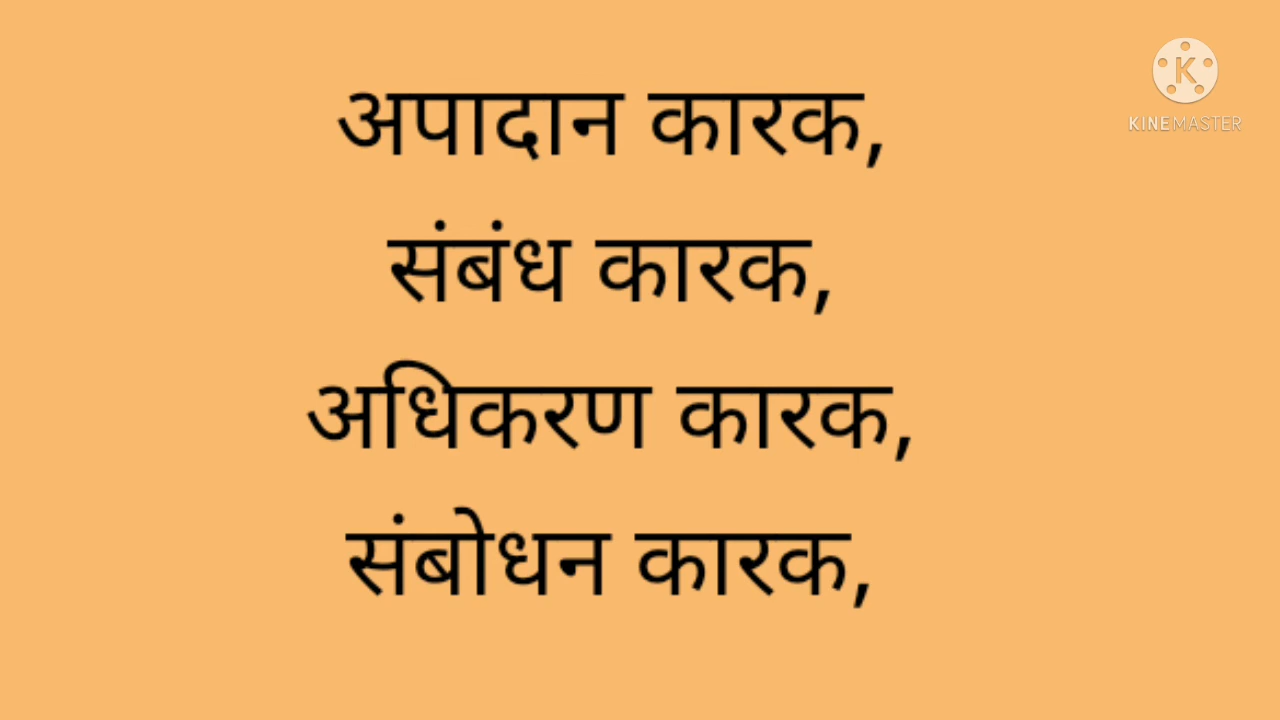 अपादान कारक,
संबंध कारक,
अधिकरण कारक,
संबोधन कारक,
K
KINEMASTER